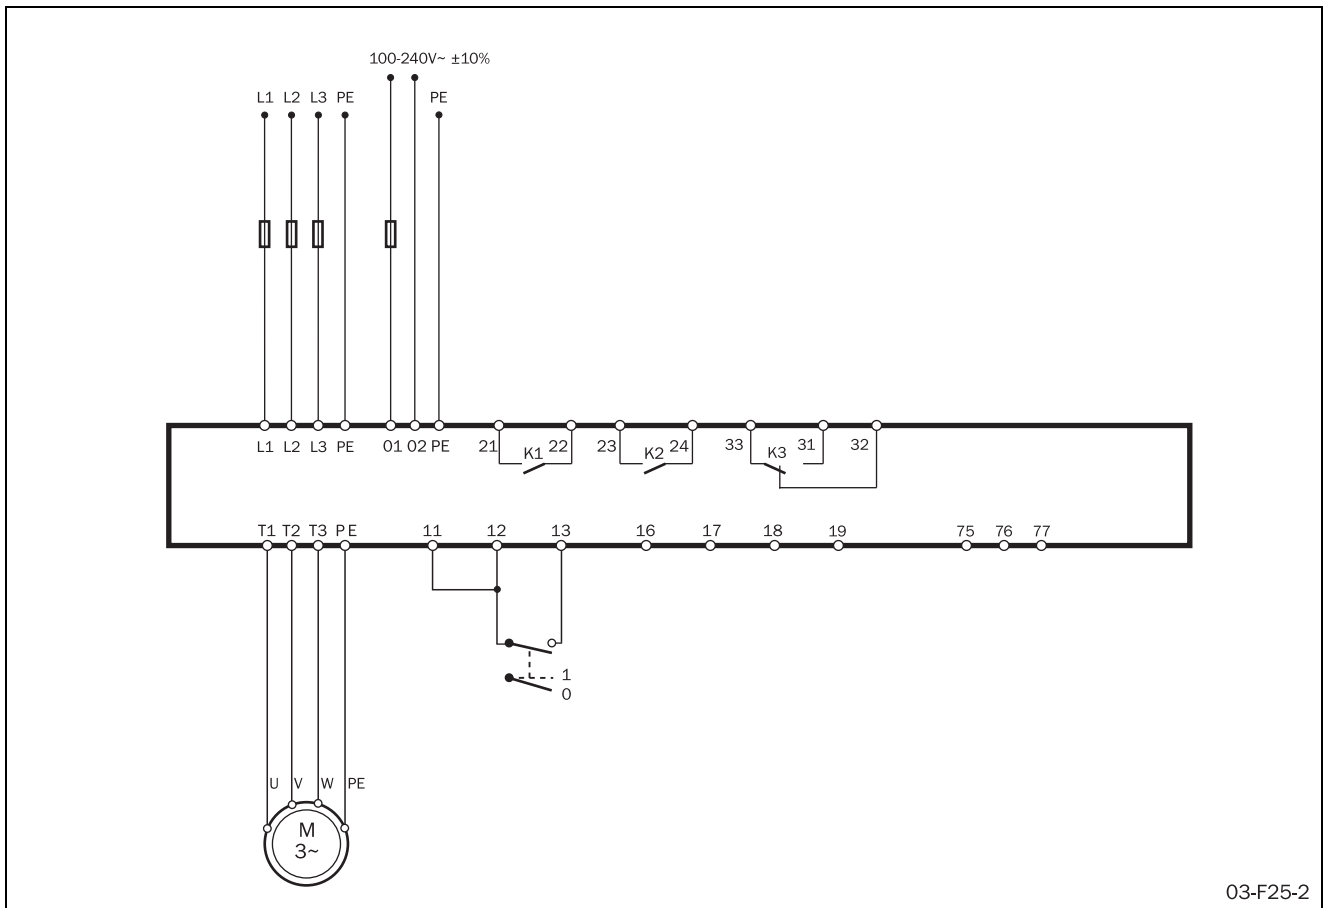 100-240V~ ±10%
L1 L2 L3 PE PE
L1 L2 L3 PE 01 02 PE 21 K1 22 23 K2 24 33 K3 31 32
T1 T2 T3 PE 11 12 13 16 17 18 19 75 76 77
1
0
U V W PE
M
3~
03-F25-2